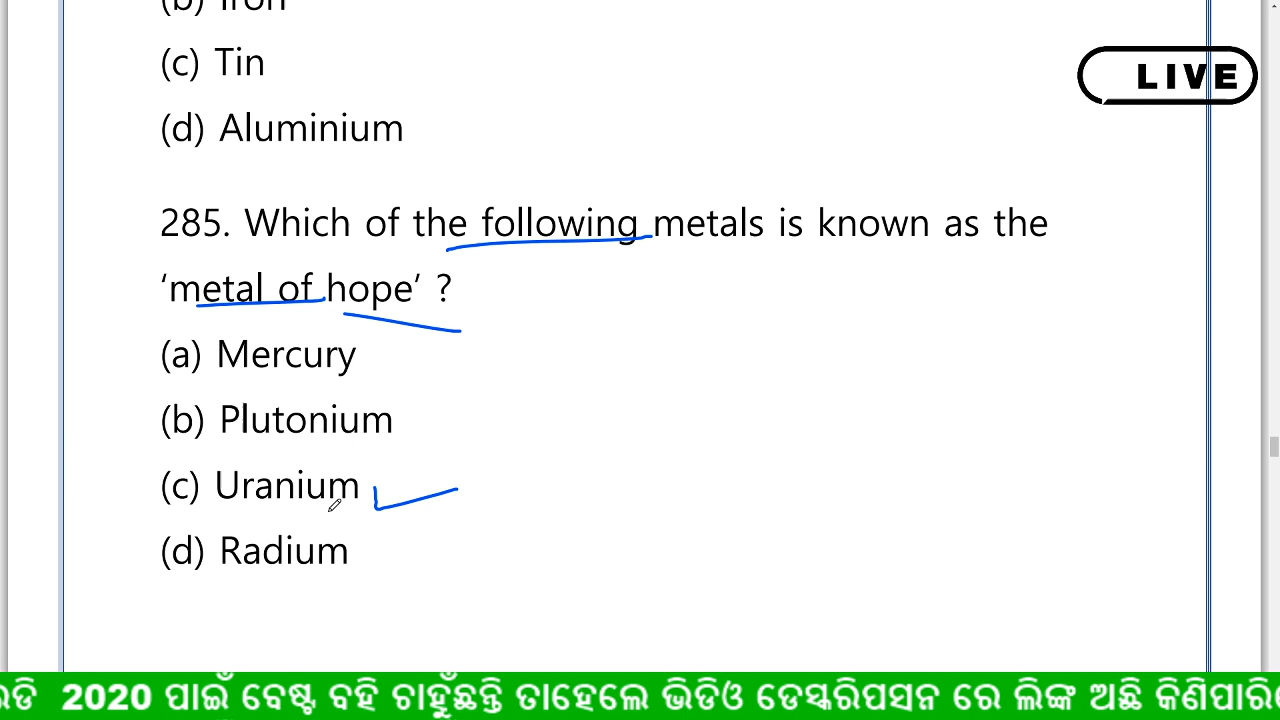 (b) Iron
(c) Tin
LIVE
(d) Aluminium
285. Which of the following metals is known as the
‘metal of hope’ ?
(a) Mercury
(b) Plutonium
(c) Uranium
(d) Radium
2020 ପାଇଁ ବେଷ୍ଟ ବହି ଚାହୁଁଛନ୍ତି ତାହେଲେ ଭିଡିଓ ଡେସ୍କରିପସନ ରେ ଲିଙ୍କ ଅଛି